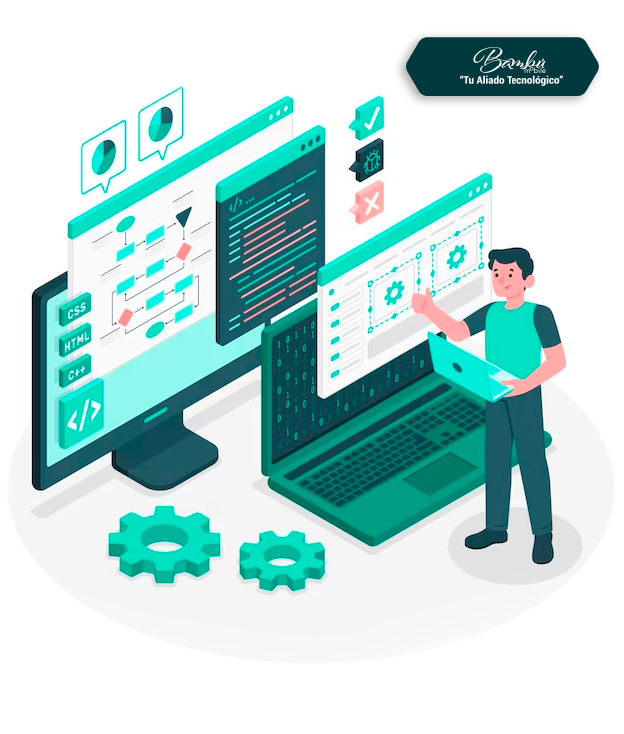 Bambú
mobile
“Tu Aliado Tecnológico”
</> ...
CSS
HTML
C++
</>